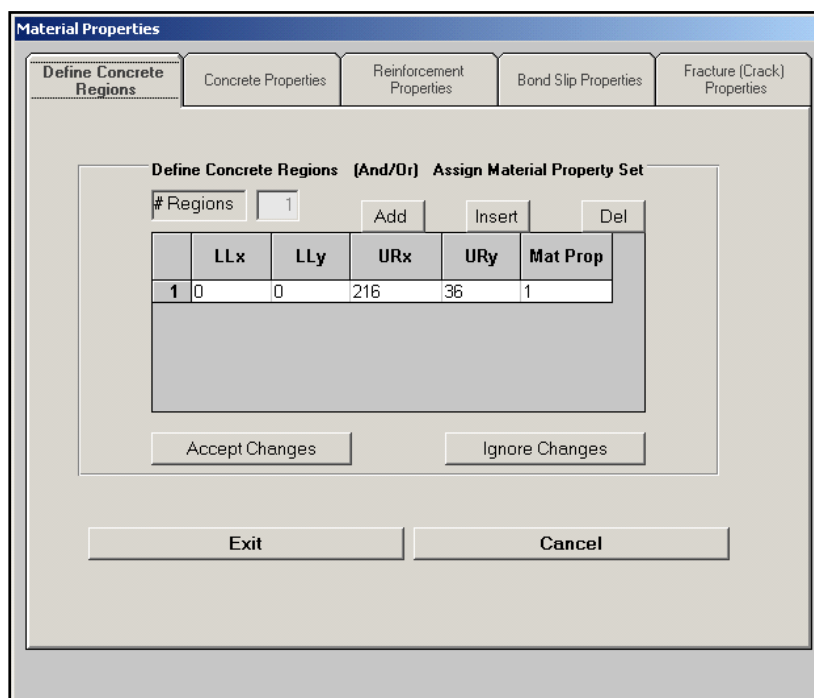 Material Properties
Define Concrete
Regions
Concrete Properties
Reinforcement
Properties
Bond Slip Properties
Fracture (Crack)
Properties
Define Concrete Regions (And/Or) Assign Material Property Set
# Regions 1 Add Insert Del
LLx LLy URx URy Mat Prop
1 0 0 216 36 1
Accept Changes Ignore Changes
Exit Cancel